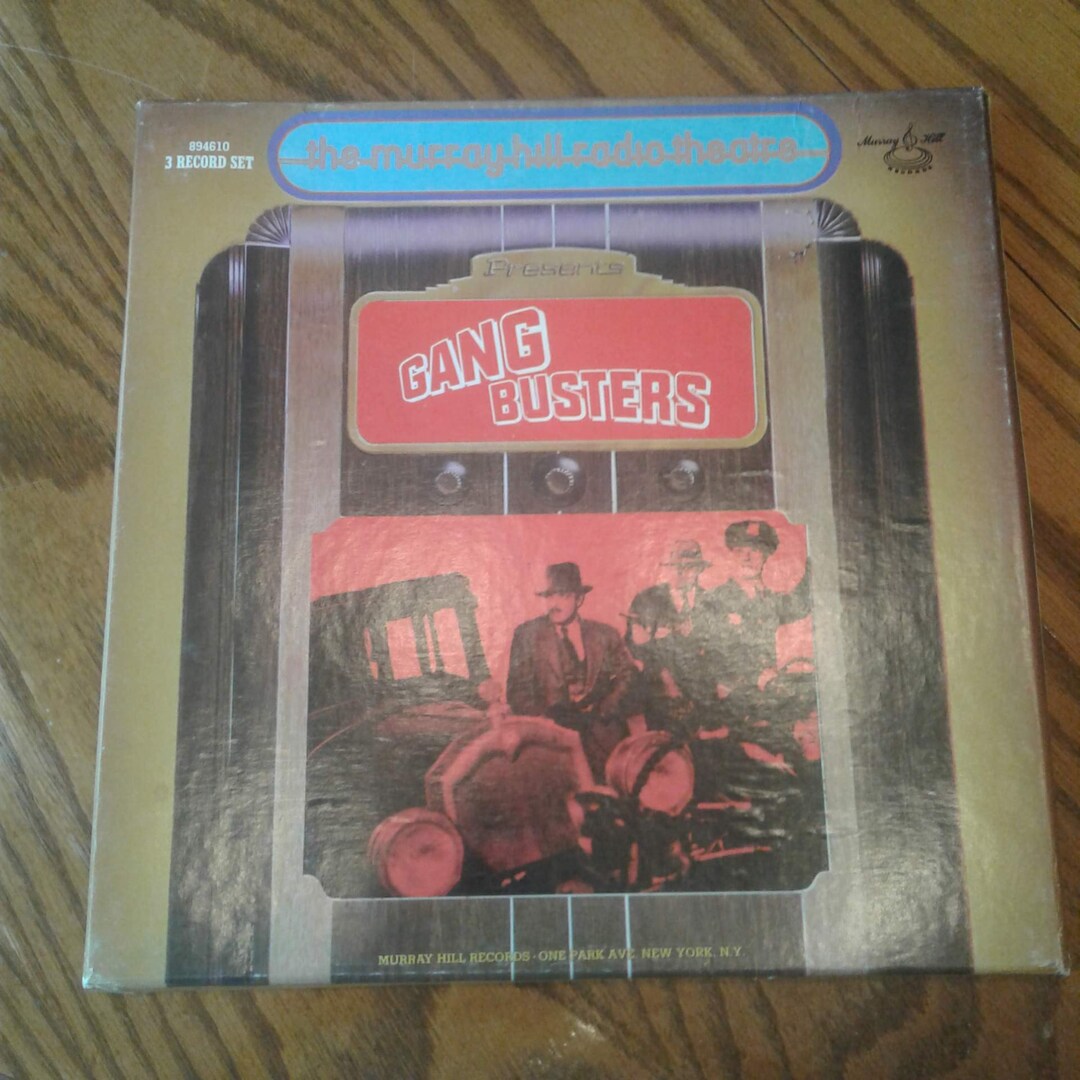 894610
3 RECORD SET
the murray hill radio theatre
Murray Hill
RECORDS
Presents
GANG
BUSTERS
MURRAY HILL RECORDS - ONE PARK AVE. NEW YORK, N.Y.